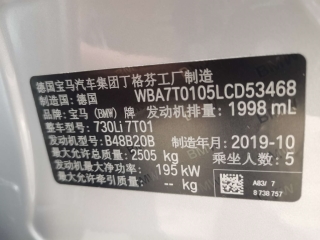 德国宝马汽车集团丁格芬工厂制造
制造国：德国 WBA7T0105LCD53468
品牌：宝马 (BMW) 牌 发动机排量：1998 mL
整车型号：730Li 7T01
发动机型号：B48B20B 制造年月：2019-10
最大允许总质量：2505 kg 乘坐人数：5
发动机最大净功率：195 kW
最大允许牵引质量：-- kg
A83/ 7
8 738 757